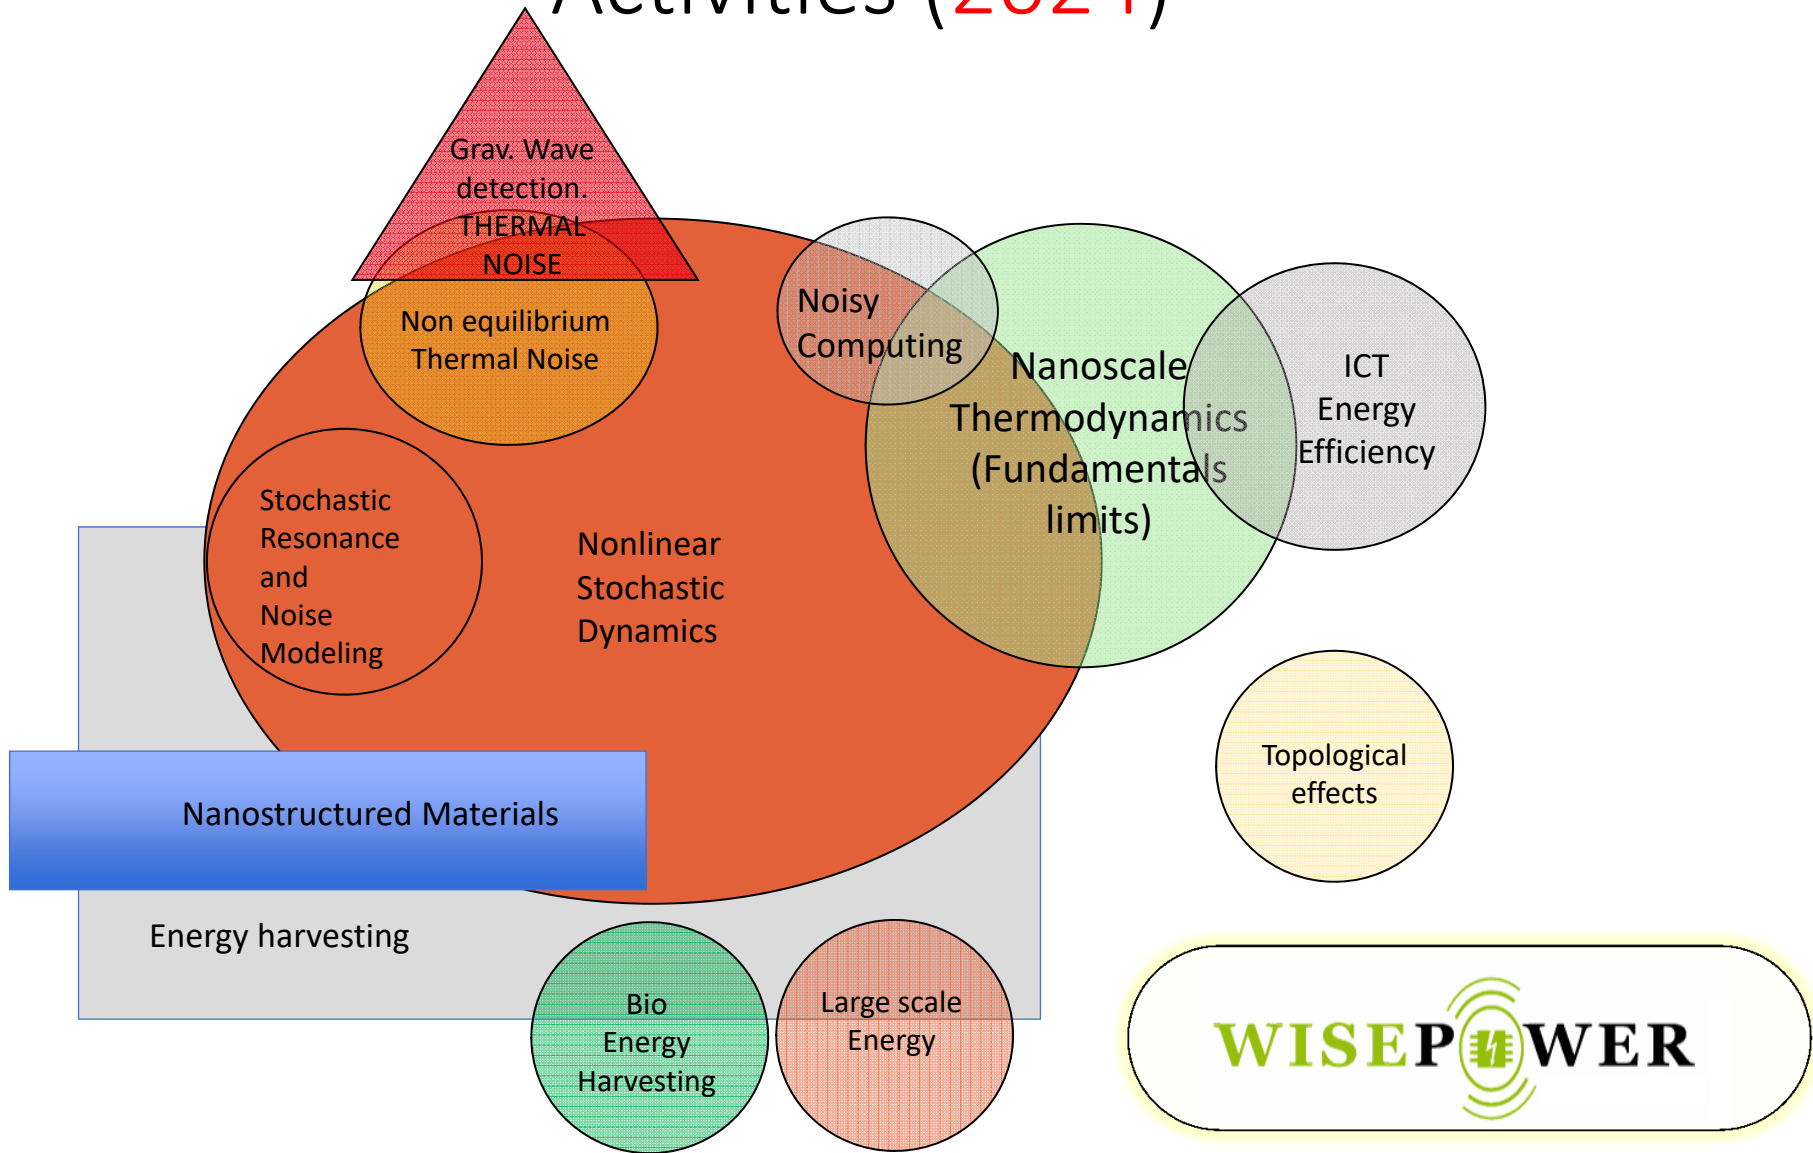 Activities (2024)
Grav. Wave
detection.
THERMAL
NOISE
Non equilibrium
Thermal Noise
Noisy
Computing
Nanoscale
Thermodynamics
(Fundamentals
limits)
ICT
Energy
Efficiency
Stochastic
Resonance
and
Noise
Modeling
Nonlinear
Stochastic
Dynamics
Topological
effects
Nanostructured Materials
Energy harvesting
Bio
Energy
Harvesting
Large scale
Energy
WISEPOWER